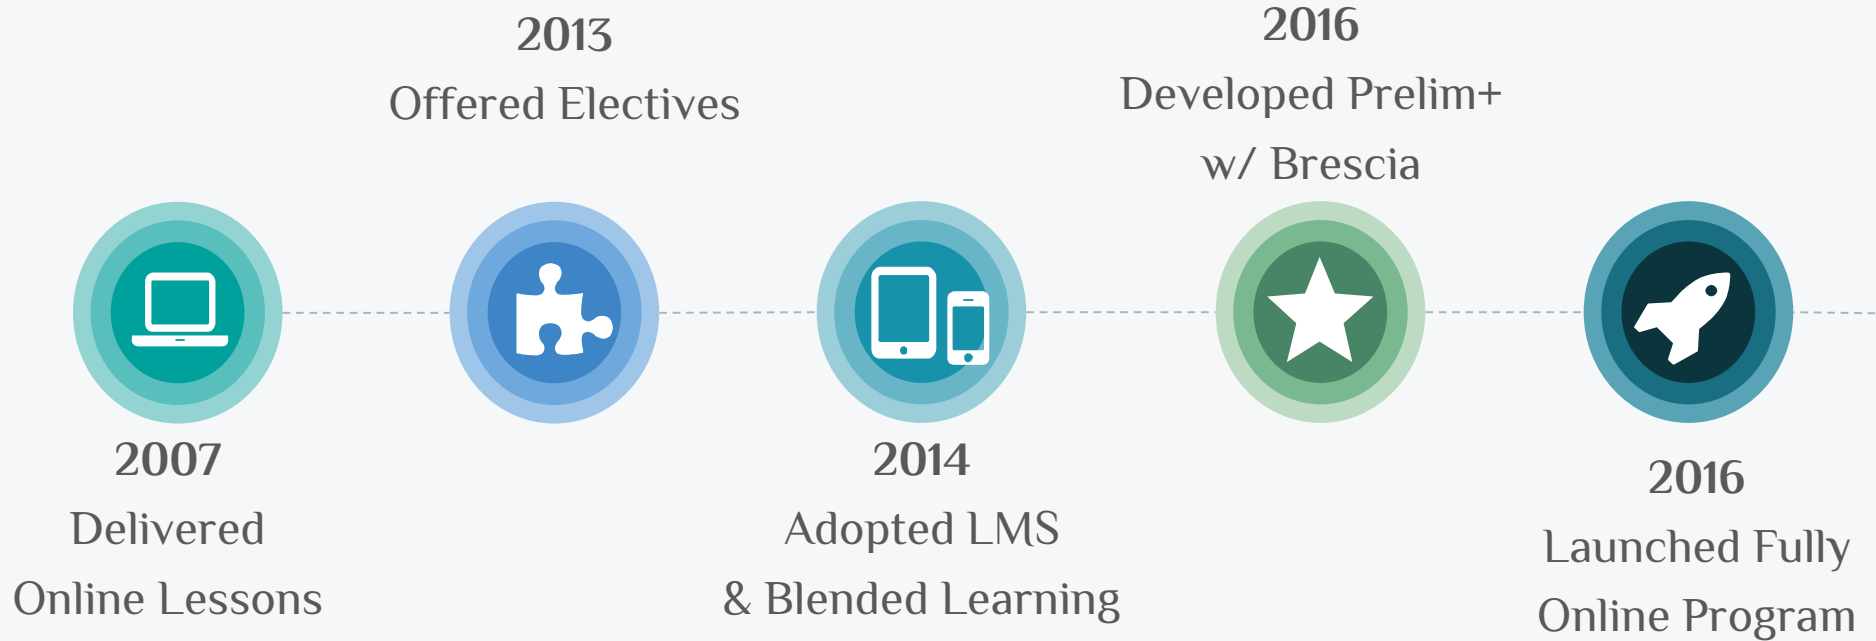 2007
Delivered
Online Lessons
2013
Offered Electives
2014
Adopted LMS
& Blended Learning
2016
Developed Prelim+
w/ Brescia
2016
Launched Fully
Online Program